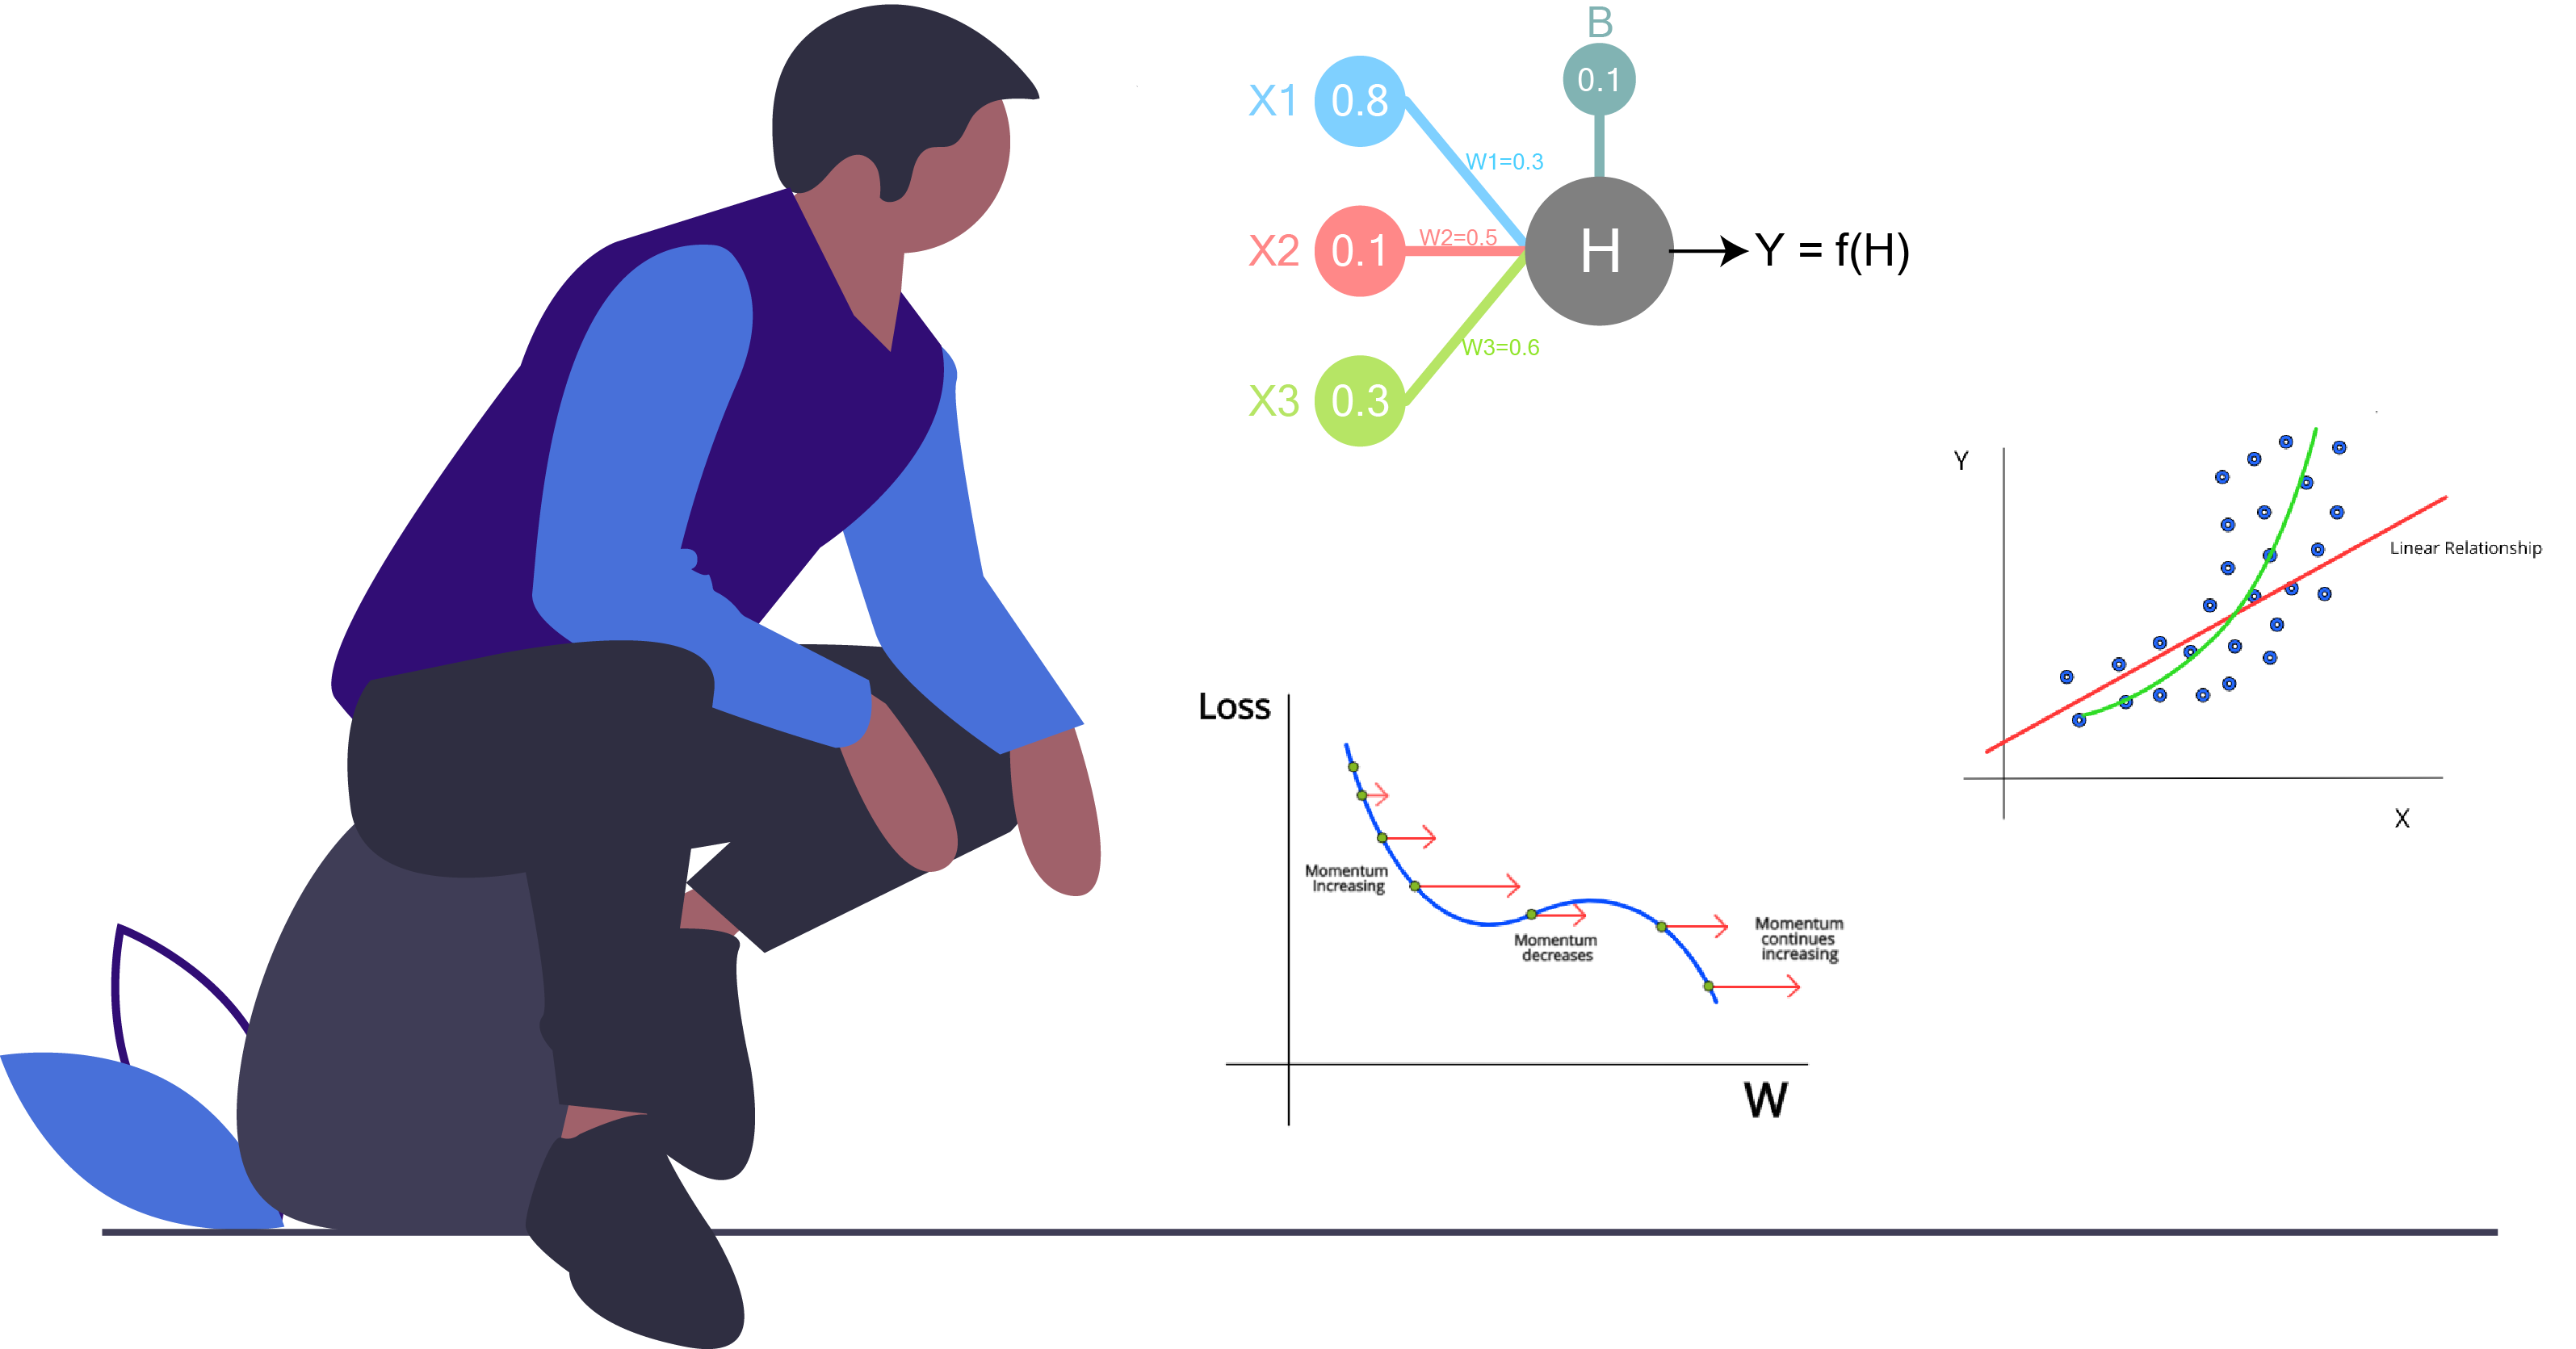 B
0.1
X1 0.8
W1=0.3
X2 0.1 W2=0.5 H Y = f(H)
W3=0.6
X3 0.3
Y
Linear Relationship
X
Loss
Momentum
Increasing
Momentum
decreases
Momentum
continues
increasing
W